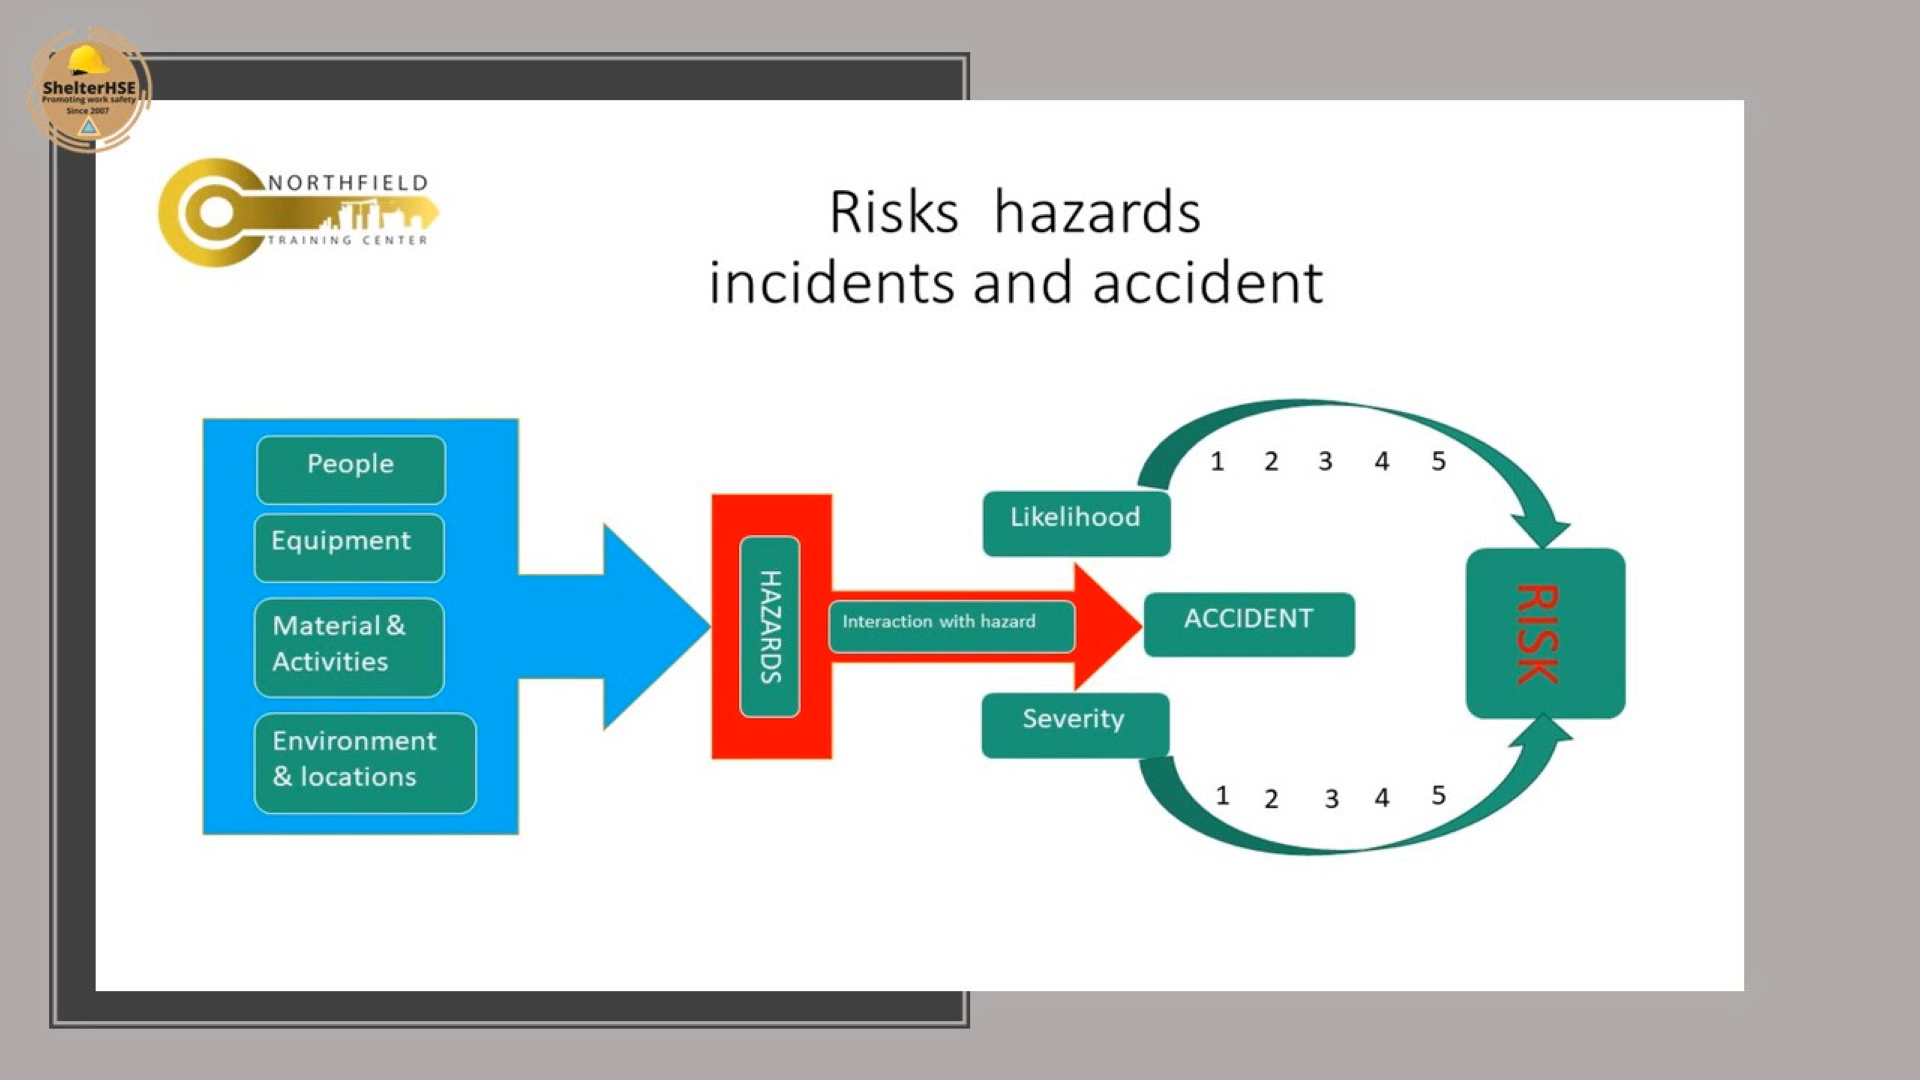 ShelterHSE
Promoting work safety
Since 2007
NORTHFIELD
TRAINING CENTER
Risks hazards
incidents and accident
People
Equipment
Material &
Activities
Environment
& locations
HAZARDS
Interaction with hazard
Likelihood
1 2 3 4 5
ACCIDENT
Severity
1 2 3 4 5
RISK